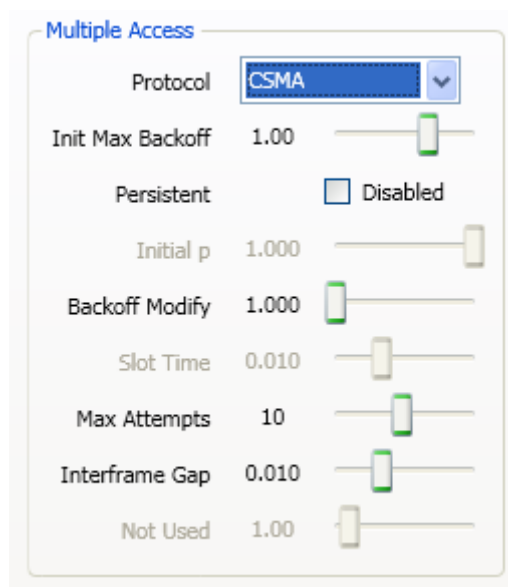 Multiple Access
Protocol CSMA
Init Max Backoff 1.00
Persistent Disabled
Initial p 1.000
Backoff Modify 1.000
Slot Time 0.010
Max Attempts 10
Interframe Gap 0.010
Not Used 1.00